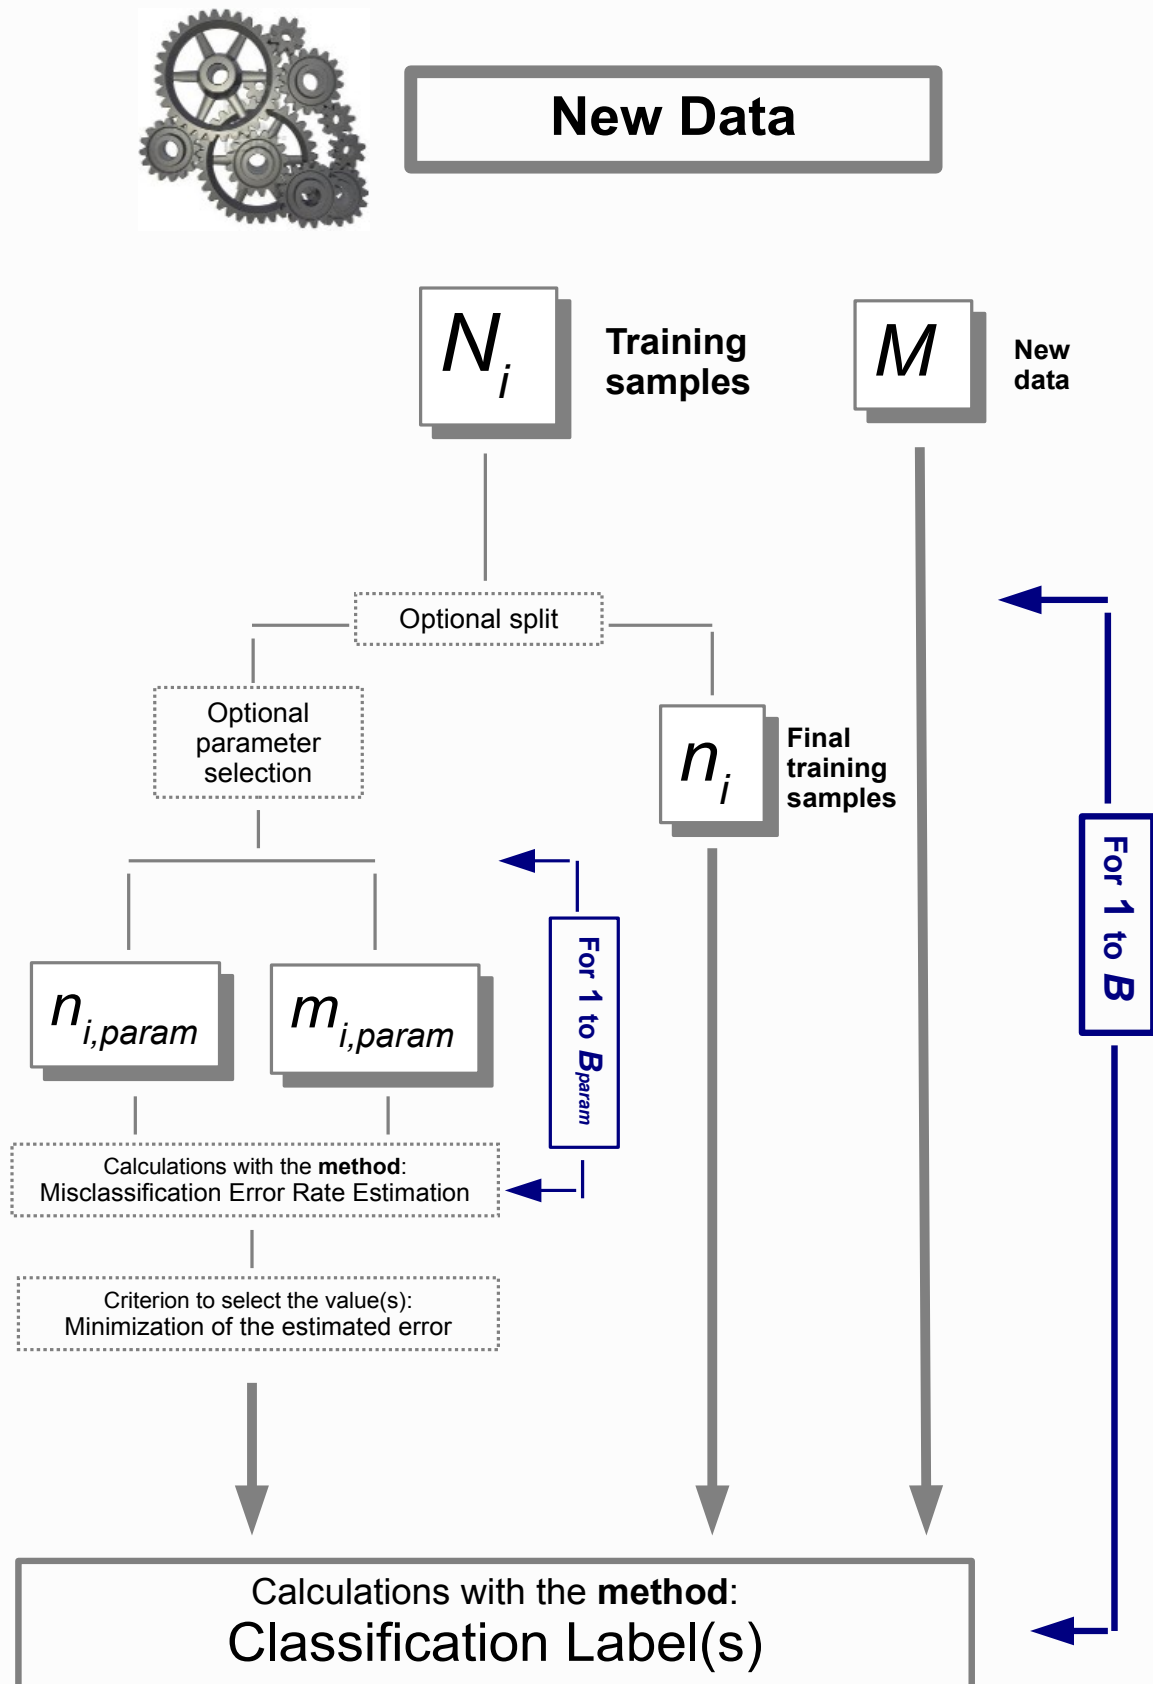 New Data
N i
Training
samples
M
New
data
Optional split
Optional
parameter
selection
n i
Final
training
samples
For 1 to B
For 1 to Bparam
n i,param
m i,param
Calculations with the method:
Misclassification Error Rate Estimation
Criterion to select the value(s):
Minimization of the estimated error
Calculations with the method:
Classification Label(s)